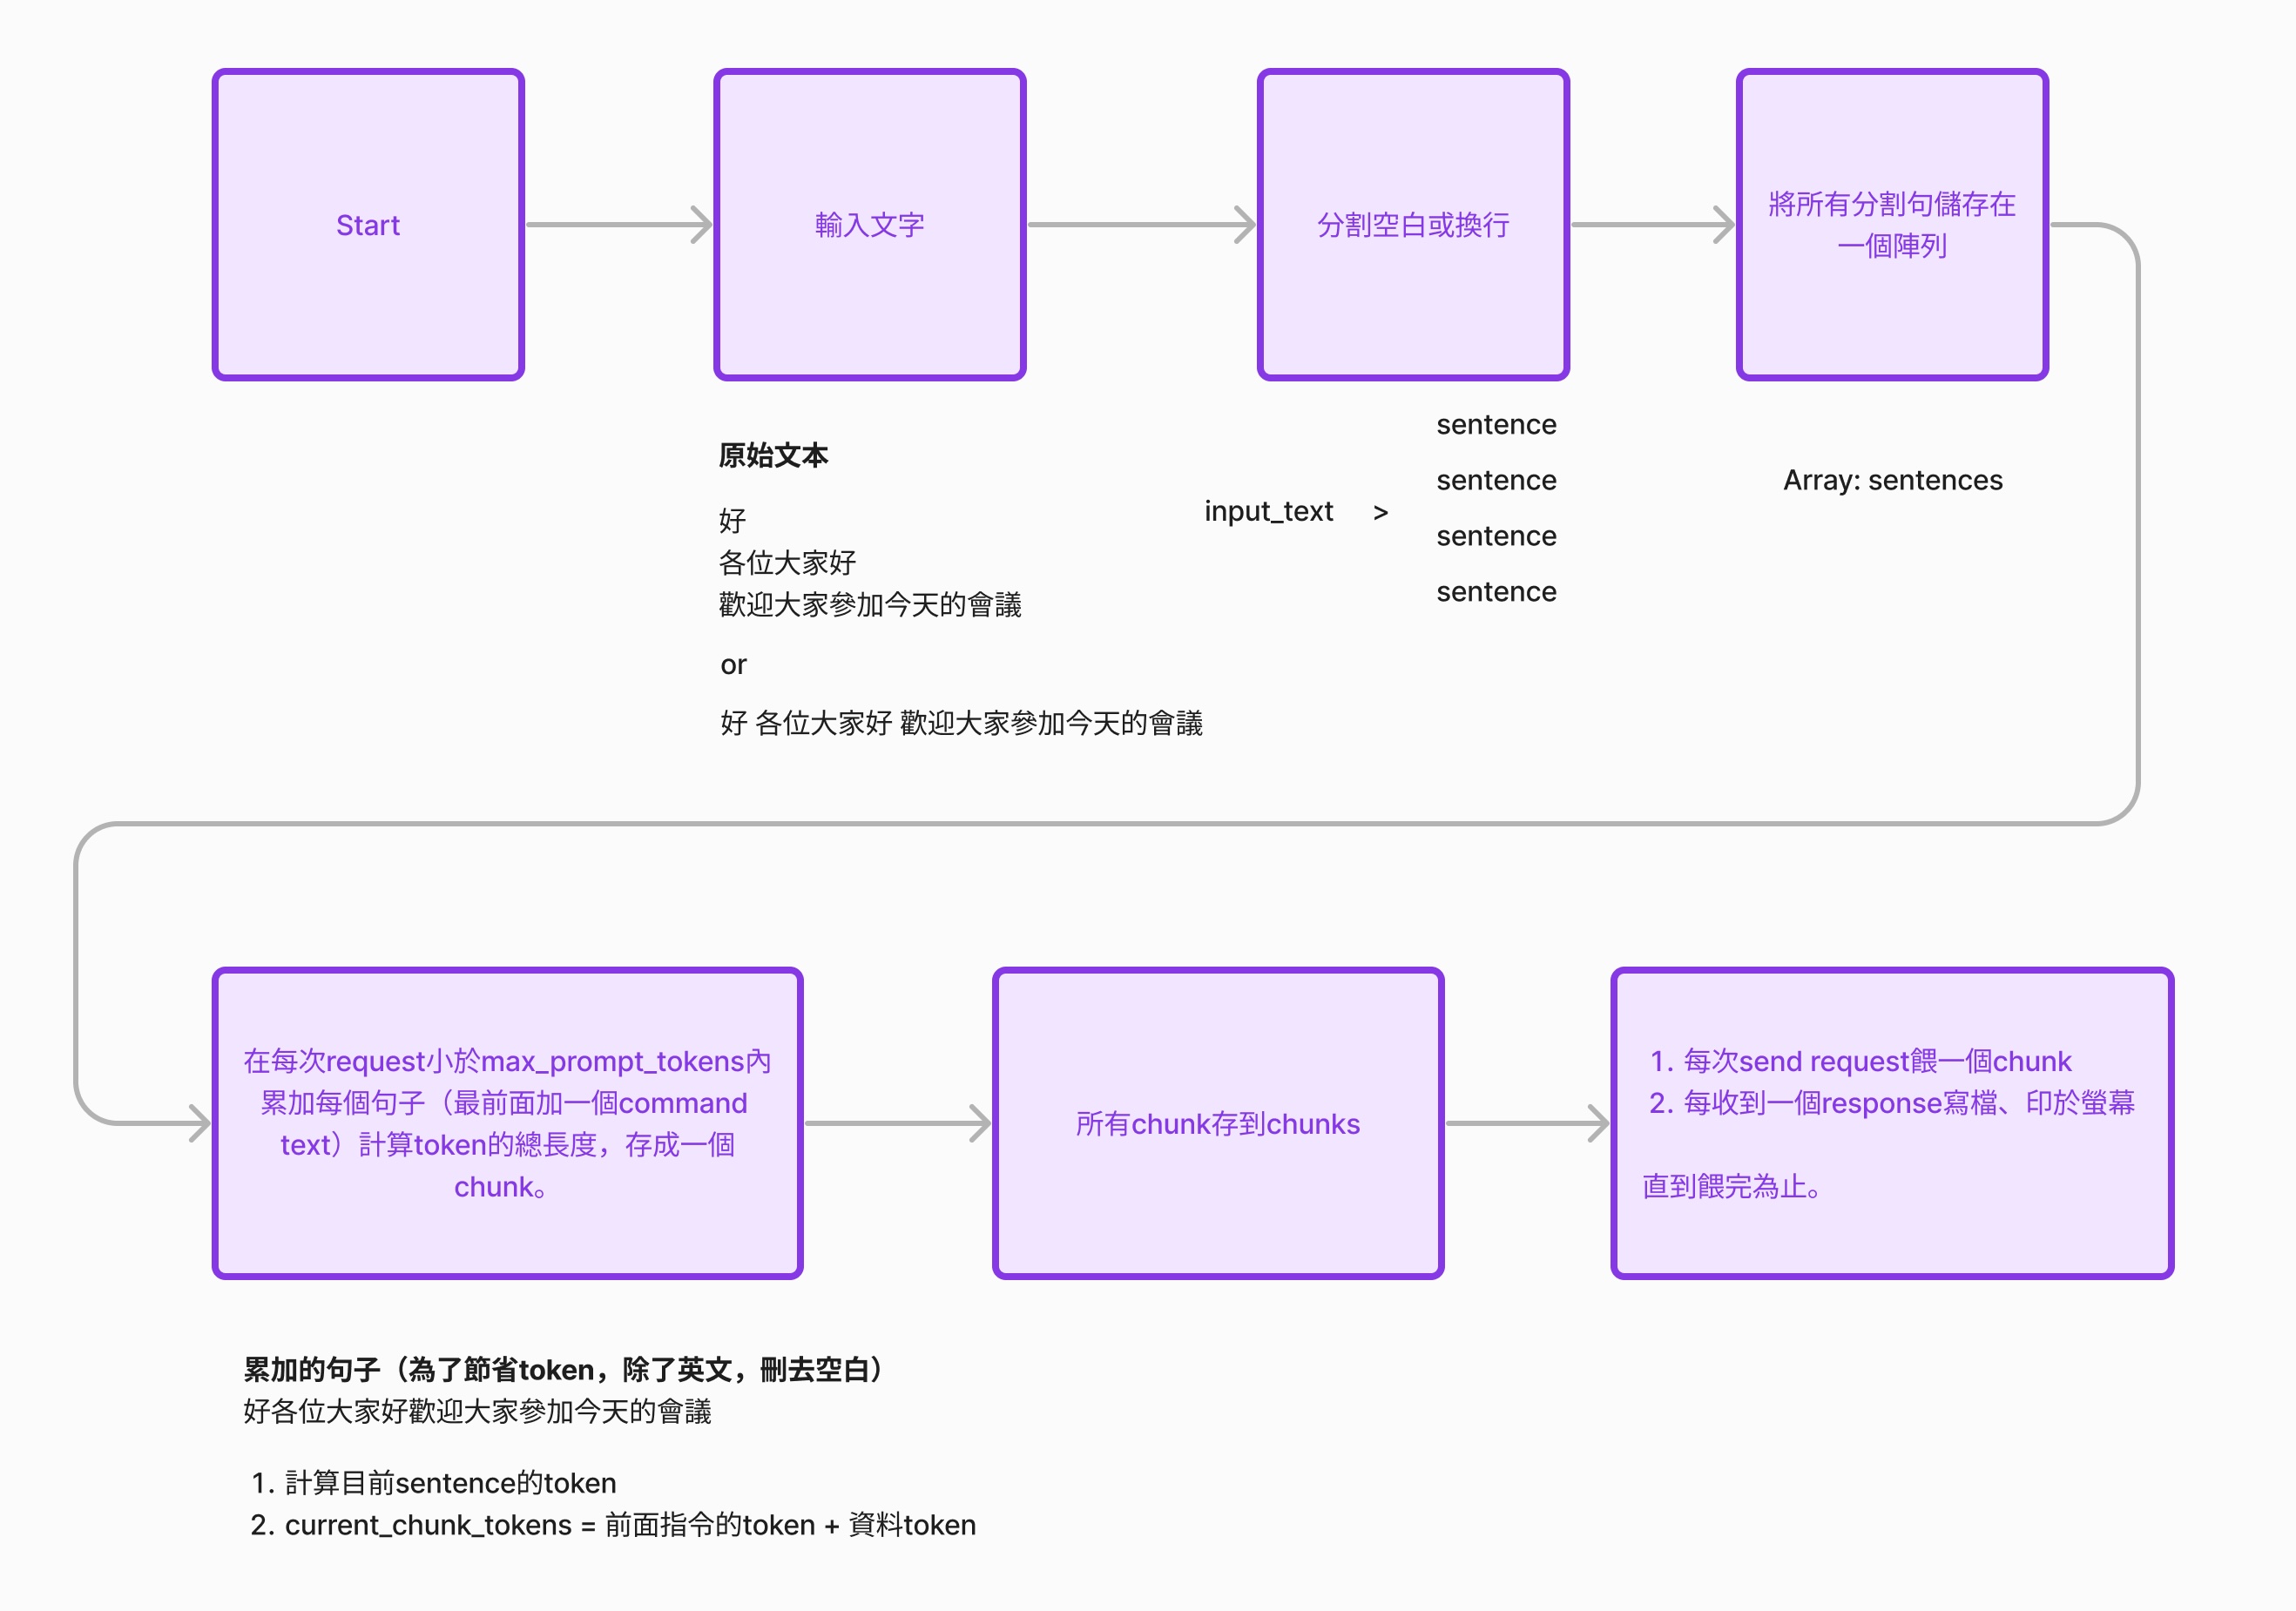 Start
輸入文字
分割空白或換行
將所有分割句儲存在
一個陣列
原始文本
好
各位大家好
歡迎大家參加今天的會議
or
好 各位大家好 歡迎大家參加今天的會議
input_text >
sentence
sentence
sentence
sentence
Array: sentences
在每次request小於max_prompt_tokens內
累加每個句子（最前面加一個command
text）計算token的總長度，存成一個
chunk。
所有chunk存到chunks
1. 每次send request餵一個chunk
2. 每收到一個response寫檔、印於螢幕
直到餵完為止。
累加的句子（為了節省token，除了英文，刪去空白）
好各位大家好歡迎大家參加今天的會議
1. 計算目前sentence的token
2. current_chunk_tokens = 前面指令的token + 資料token